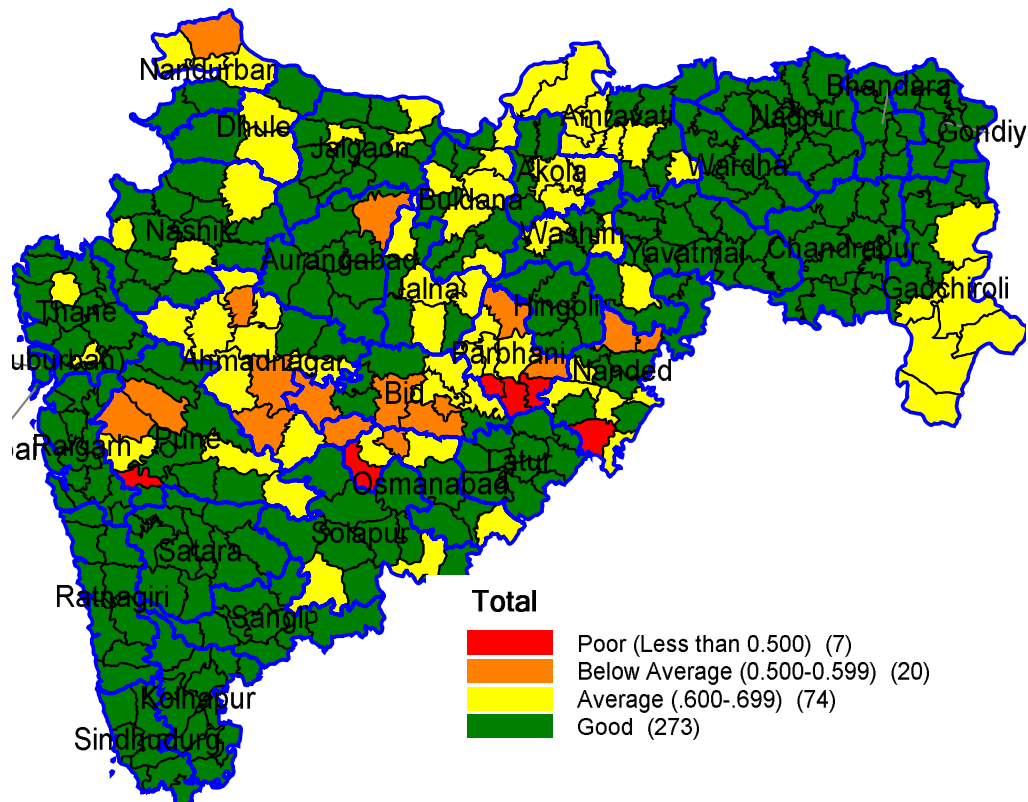 Nandurbar
Bhandara
Dhule
Amravati
Nagpur
Gondiy
Jalgaon
Akola
Wardha
Buldana
Nashik
Washim
Yavatmal
Chandrapur
Aurangabad
Jalna
Hingoli
Gadchiroli
Thane
uburban)
Ahmadnagar
Parbhani
Nanded
Bid
Raigarh
Pune
Latur
Osmanabad
Solapur
Satara
Ratnagiri
Sangli
Kolhapur
Sindhudurg
Total
Poor (Less than 0.500) (7)
Below Average (0.500-0.599) (20)
Average (.600-.699) (74)
Good (273)